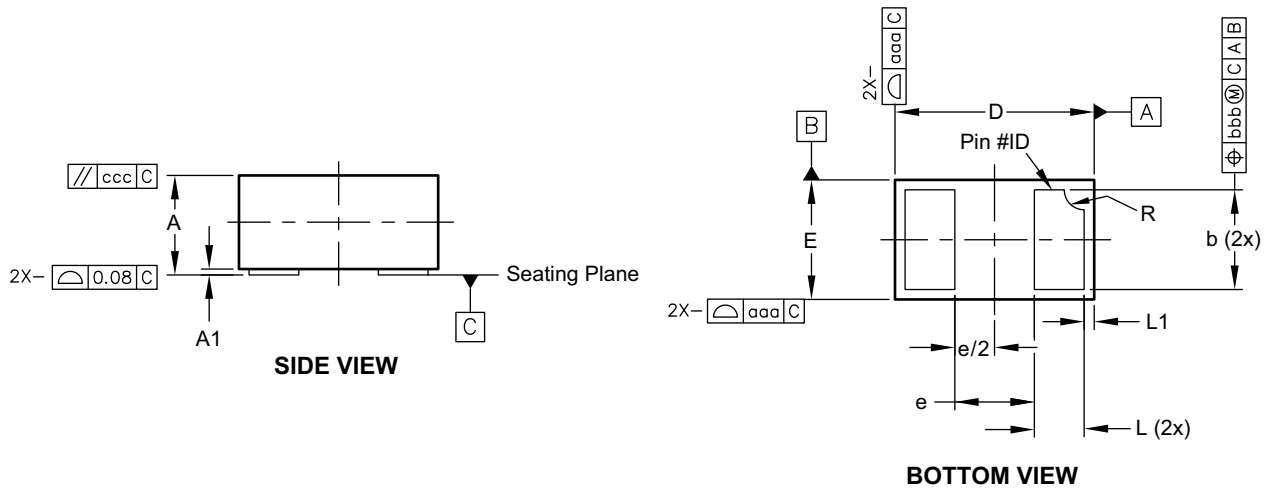 // ccc C
A
2X– ⌓ 0.08 C
A1
Seating Plane
C
SIDE VIEW
2X– ⌓ aaa C
D
A
B
Pin #ID
⌖ bbb Ⓜ C A B
R
E
b (2x)
2X– ⌓ aaa C
L1
e/2
e
L (2x)
BOTTOM VIEW